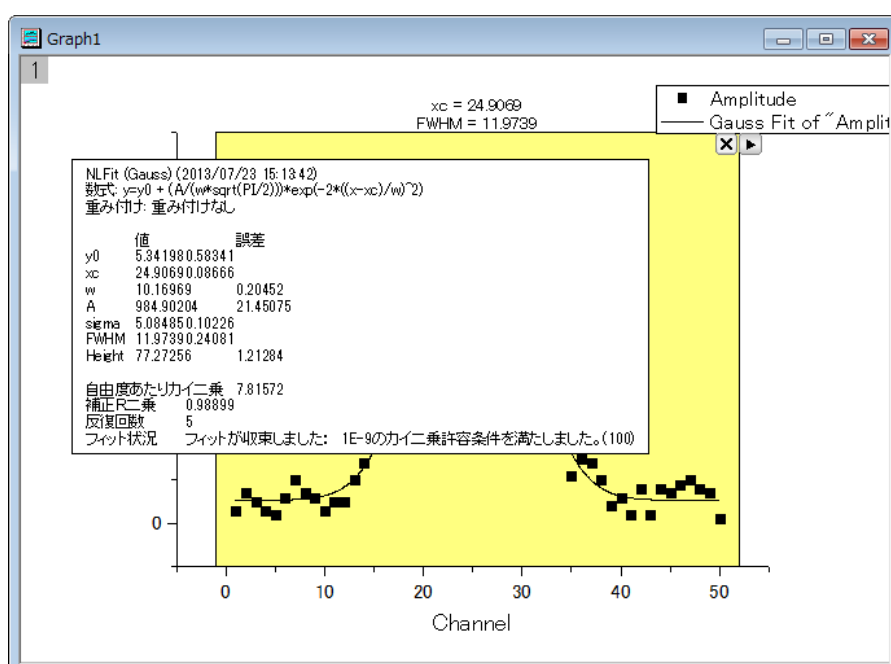 Graph1
1
xc = 24.9069
FWHM = 11.9739
Amplitude
Gauss Fit of "Amplit
NLFit (Gauss) (2013/07/23 15:13:42)
数式: y=y0 + (A/(w*sqrt(PI/2)))*exp(-2*((x-xc)/w)^2)
重み付け: 重み付けなし
値 誤差
y0 5.34198 0.58341
xc 24.9069 0.08666
w 10.16969 0.20452
A 984.90204 21.45075
sigma 5.08485 0.10226
FWHM 11.9739 0.24081
Height 77.27256 1.21284
自由度あたりカイ二乗 7.81572
補正R二乗 0.98899
反復回数 5
フィット状況 フィットが収束しました: 1E-9のカイ二乗許容条件を満たしました。(100)
0
0 10 20 30 40 50
Channel